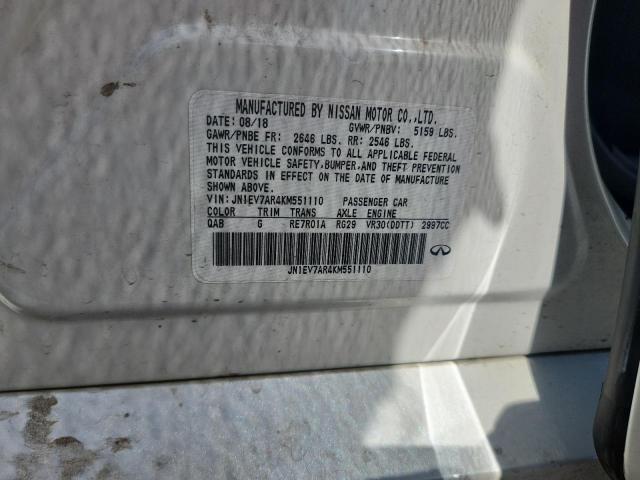 MANUFACTURED BY NISSAN MOTOR CO.,LTD.
DATE: 08/18 GVWR/PNBV: 5159 LBS.
GAWR/PNBE FR: 2646 LBS. RR: 2546 LBS.
THIS VEHICLE CONFORMS TO ALL APPLICABLE FEDERAL
MOTOR VEHICLE SAFETY,BUMPER,AND THEFT PREVENTION
STANDARDS IN EFFECT ON THE DATE OF MANUFACTURE
SHOWN ABOVE.
VIN: JN1EV7AR4KM551110 PASSENGER CAR
COLOR TRIM TRANS AXLE ENGINE
QAB G RE7R01A RG29 VR30(DDTT) 2997CC
JN1EV7AR4KM551110